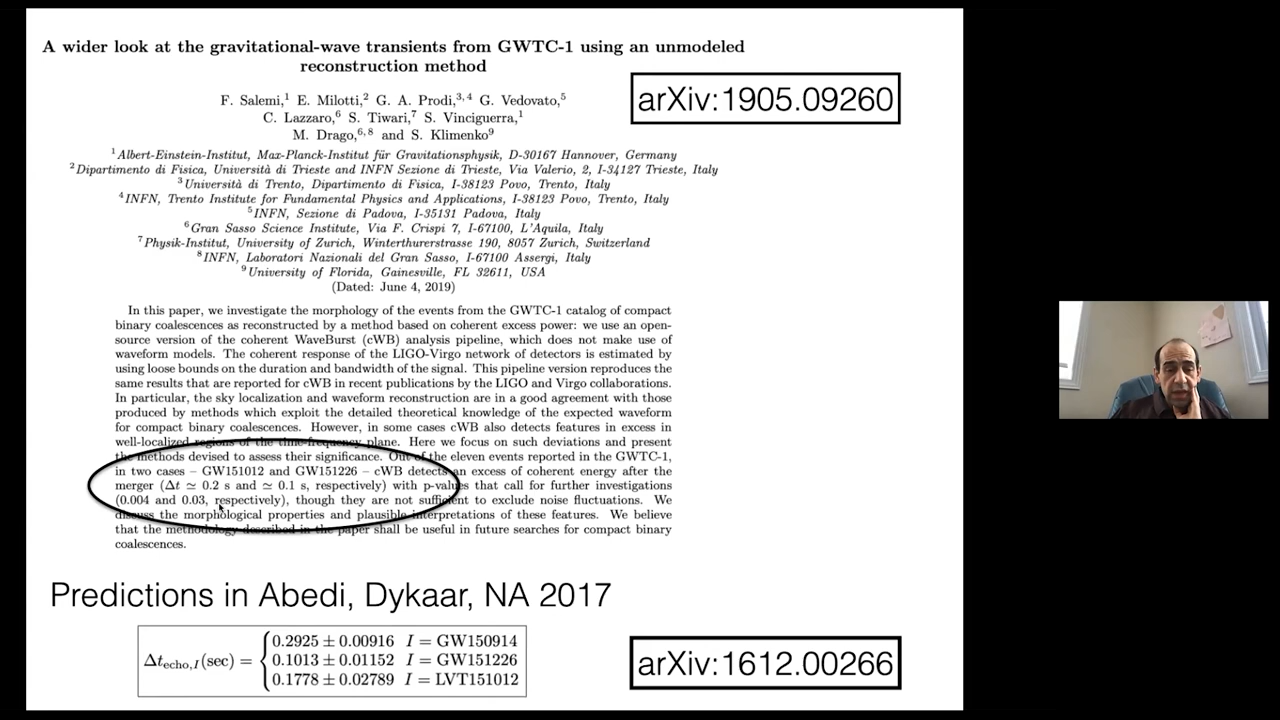 A wider look at the gravitational-wave transients from GWTC-1 using an unmodeled
reconstruction method
arXiv:1905.09260
F. Salemi,¹ E. Milotti,² G. A. Prodi,³,⁴ G. Vedovato,⁵
C. Lazzaro,⁶ S. Tiwari,⁷ S. Vinciguerra,¹
M. Drago,⁶,⁸ and S. Klimenko⁹
¹Albert-Einstein-Institut, Max-Planck-Institut für Gravitationsphysik, D-30167 Hannover, Germany
²Dipartimento di Fisica, Università di Trieste and INFN Sezione di Trieste, Via Valerio, 2, I-34127 Trieste, Italy
³Università di Trento, Dipartimento di Fisica, I-38123 Povo, Trento, Italy
⁴INFN, Trento Institute for Fundamental Physics and Applications, I-38123 Povo, Trento, Italy
⁵INFN, Sezione di Padova, I-35131 Padova, Italy
⁶Gran Sasso Science Institute, Via F. Crispi 7, I-67100, L'Aquila, Italy
⁷Physik-Institut, University of Zurich, Winterthurerstrasse 190, 8057 Zurich, Switzerland
⁸INFN, Laboratori Nazionali del Gran Sasso, I-67100 Assergi, Italy
⁹University of Florida, Gainesville, FL 32611, USA
(Dated: June 4, 2019)
In this paper, we investigate the morphology of the events from the GWTC-1 catalog of compact
binary coalescences as reconstructed by a method based on coherent excess power: we use an open-
source version of the coherent WaveBurst (cWB) analysis pipeline, which does not make use of
waveform models. The coherent response of the LIGO-Virgo network of detectors is estimated by
using loose bounds on the duration and bandwidth of the signal. This pipeline version reproduces the
same results that are reported for cWB in recent publications by the LIGO and Virgo collaborations.
In particular, the sky localization and waveform reconstruction are in a good agreement with those
produced by methods which exploit the detailed theoretical knowledge of the expected waveform
for compact binary coalescences. However, in some cases cWB also detects features in excess in
well-localized regions of the time-frequency plane. Here we focus on such deviations and present
the methods devised to assess their significance. Out of the eleven events reported in the GWTC-1,
in two cases – GW151012 and GW151226 – cWB detects an excess of coherent energy after the
merger (Δt ≃ 0.2 s and ≃ 0.1 s, respectively) with p-values that call for further investigations
(0.004 and 0.03, respectively), though they are not sufficient to exclude noise fluctuations. We
discuss the morphological properties and plausible interpretations of these features. We believe
that the methodology described in the paper shall be useful in future searches for compact binary
coalescences.
Predictions in Abedi, Dykaar, NA 2017
0.2925 ± 0.00916 I = GW150914
Δt_echo,I(sec) = { 0.1013 ± 0.01152 I = GW151226
0.1778 ± 0.02789 I = LVT151012
arXiv:1612.00266